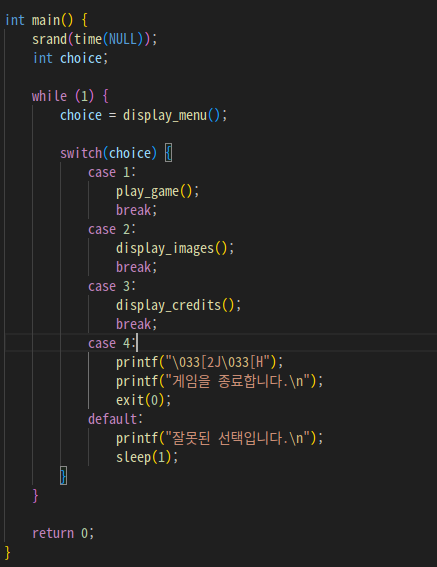 int main() {
    srand(time(NULL));
    int choice;

    while (1) {
        choice = display_menu();

        switch(choice) {
            case 1:
                play_game();
                break;
            case 2:
                display_images();
                break;
            case 3:
                display_credits();
                break;
            case 4:
                printf("\033[2J\033[H");
                printf("게임을 종료합니다.\n");
                exit(0);
            default:
                printf("잘못된 선택입니다.\n");
                sleep(1);
        }
    }

    return 0;
}